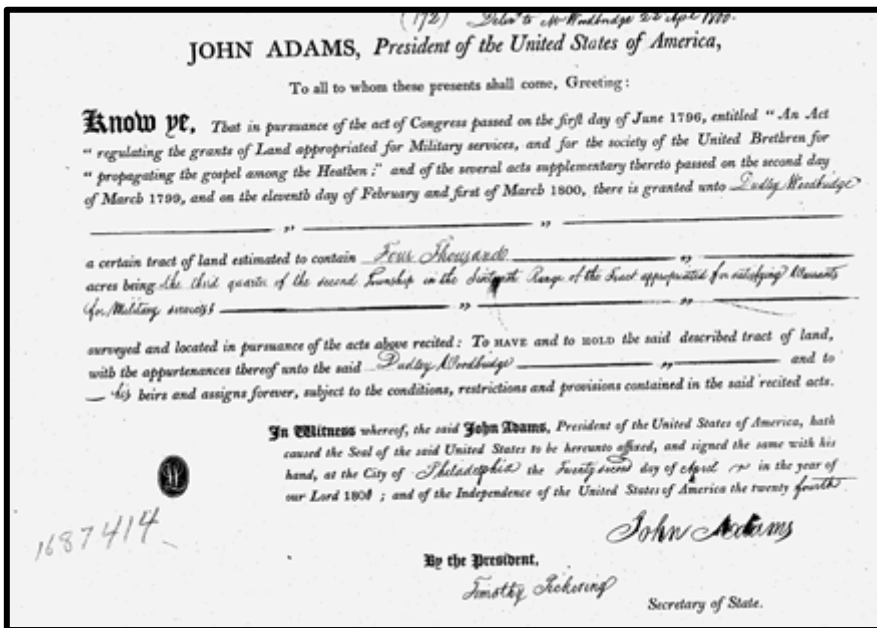 (172) Deliv'd to Mr Woodbridge 22 Apl 1800.
JOHN ADAMS, President of the United States of America,
To all to whom these presents shall come, Greeting:
Know ye, That in pursuance of the act of Congress passed on the first day of June 1796, entitled "An Act
"regulating the grants of Land appropriated for Military services, and for the society of the United Brethren for
"propagating the gospel among the Heathen;" and of the several acts supplementary thereto passed on the second day
of March 1799, and on the eleventh day of February and first of March 1800, there is granted unto Dudley Woodbridge
a certain tract of land estimated to contain Four Thousand
acres being the third quarter of the second Township in the Sixteenth Range of the Tract appropriated for satisfying Warrants
for Military services
surveyed and located in pursuance of the acts above recited: To HAVE and to HOLD the said described tract of land,
with the appurtenances thereof unto the said Dudley Woodbridge and to
his heirs and assigns forever, subject to the conditions, restrictions and provisions contained in the said recited acts.
In Witness whereof, the said John Adams, President of the United States of America, hath
caused the Seal of the said United States to be hereunto affixed, and signed the same with his
hand, at the City of Philadelphia the Twenty second day of April in the year of
our Lord 1800; and of the Independence of the United States of America the twenty fourth.
John Adams
1687414
By the President,
Timothy Pickering
Secretary of State.